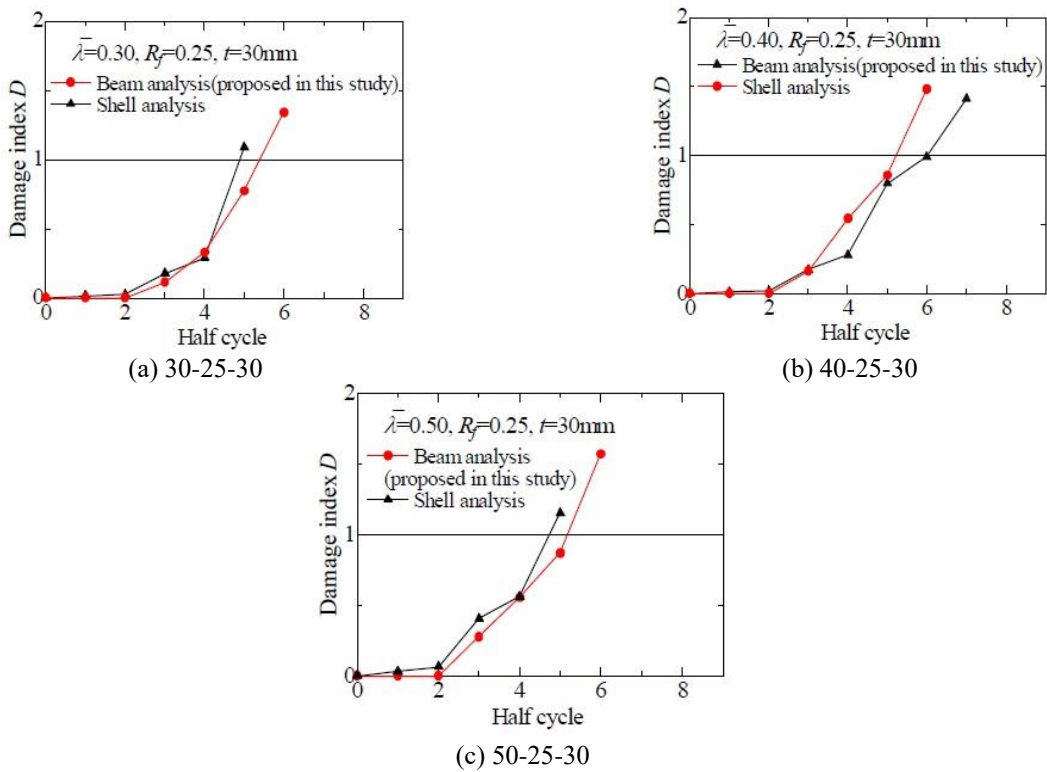 2
λ̄=0.30, R_f=0.25, t=30mm
Beam analysis(proposed in this study)
Shell analysis
Damage index D
1
0
0 2 4 6 8
Half cycle
(a) 30-25-30
2
λ̄=0.40, R_f=0.25, t=30mm
Beam analysis(proposed in this study)
Shell analysis
Damage index D
1
0
0 2 4 6 8
Half cycle
(b) 40-25-30
2
λ̄=0.50, R_f=0.25, t=30mm
Beam analysis
(proposed in this study)
Shell analysis
Damage index D
1
0
0 2 4 6 8
Half cycle
(c) 50-25-30